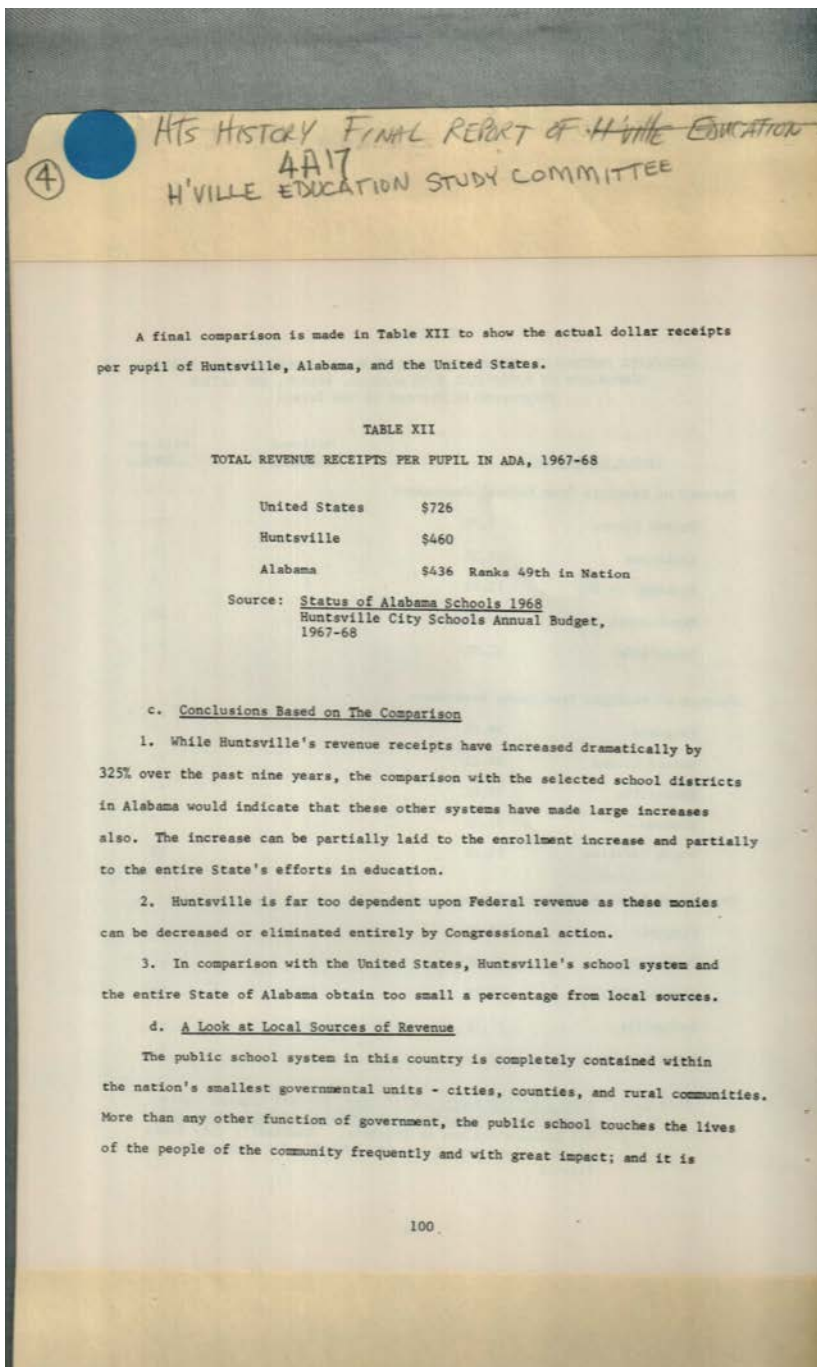 HTS HISTORY FINAL REPORT OF H'ville EDUCATION
4A17
④
H'VILLE EDUCATION STUDY COMMITTEE
A final comparison is made in Table XII to show the actual dollar receipts
per pupil of Huntsville, Alabama, and the United States.
TABLE XII
TOTAL REVENUE RECEIPTS PER PUPIL IN ADA, 1967-68
United States $726
Huntsville $460
Alabama $436 Ranks 49th in Nation
Source: Status of Alabama Schools 1968
Huntsville City Schools Annual Budget,
1967-68
c. Conclusions Based on The Comparison
1. While Huntsville's revenue receipts have increased dramatically by
325% over the past nine years, the comparison with the selected school districts
in Alabama would indicate that these other systems have made large increases
also. The increase can be partially laid to the enrollment increase and partially
to the entire State's efforts in education.
2. Huntsville is far too dependent upon Federal revenue as these monies
can be decreased or eliminated entirely by Congressional action.
3. In comparison with the United States, Huntsville's school system and
the entire State of Alabama obtain too small a percentage from local sources.
d. A Look at Local Sources of Revenue
The public school system in this country is completely contained within
the nation's smallest governmental units - cities, counties, and rural communities.
More than any other function of government, the public school touches the lives
of the people of the community frequently and with great impact; and it is
100